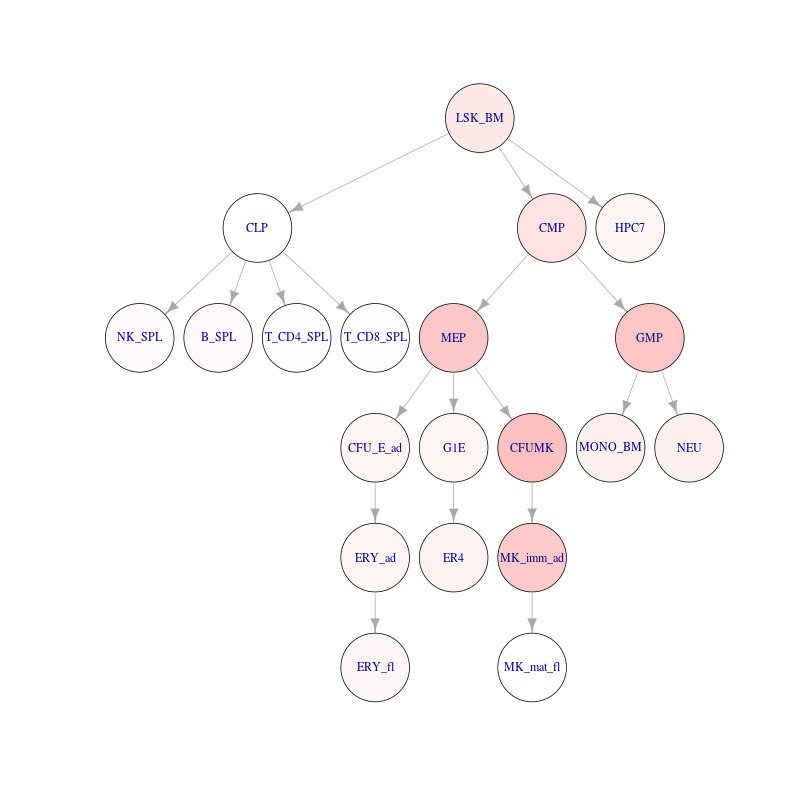 LSK_BM
CLP
CMP
HPC7
NK_SPL
B_SPL
T_CD4_SPL
T_CD8_SPL
MEP
GMP
CFU_E_ad
G1E
CFUMK
MONO_BM
NEU
ERY_ad
ER4
MK_imm_ad
ERY_fl
MK_mat_fl